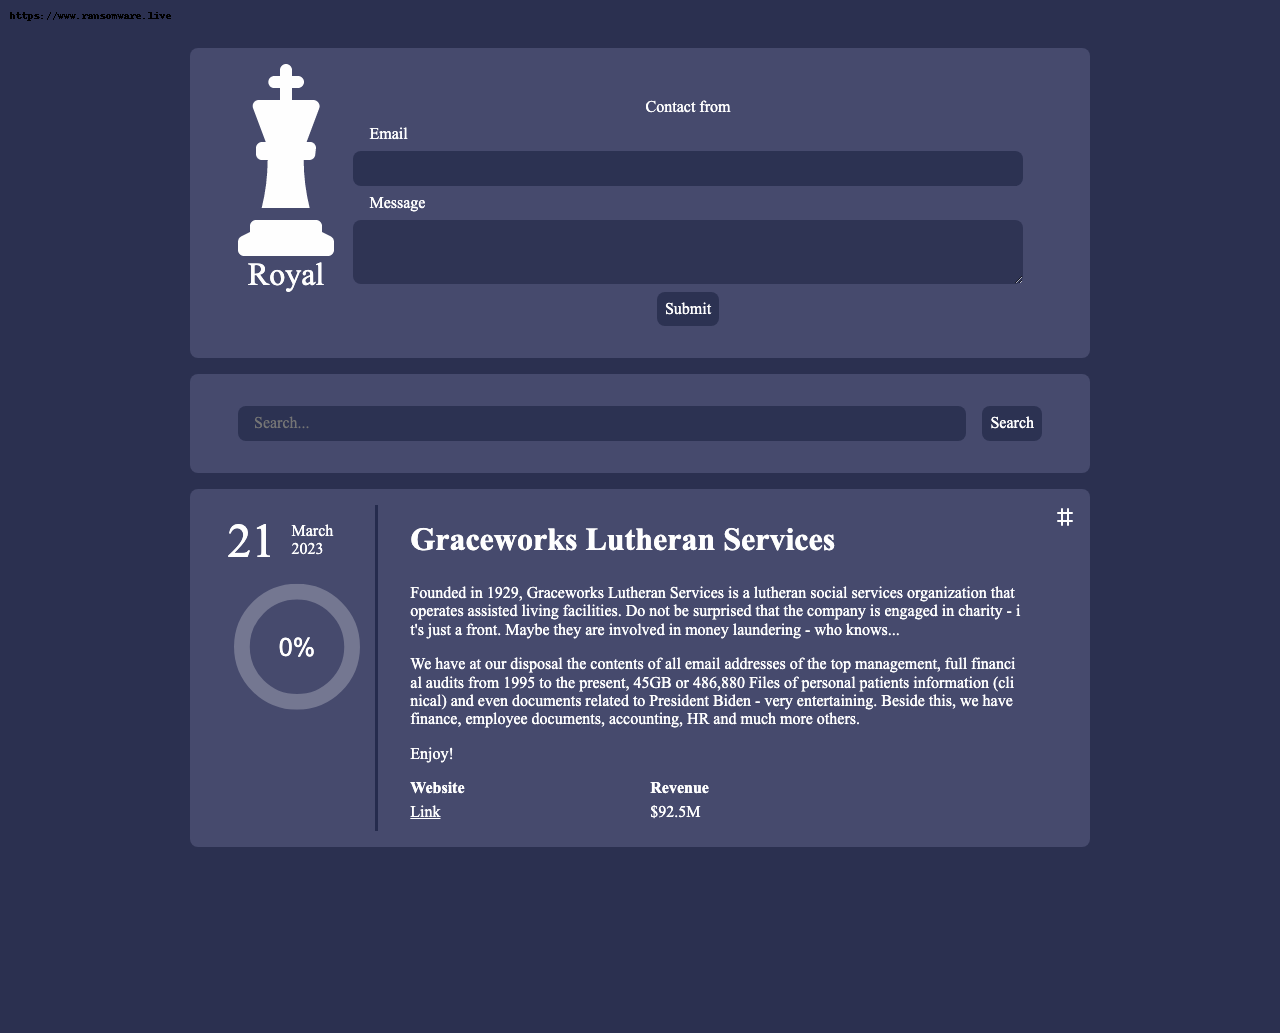 https://www.ransomware.live
Contact from
Email
Message
Royal
Submit
Search...
Search
21
March
2023
0%
#
Graceworks Lutheran Services
Founded in 1929, Graceworks Lutheran Services is a lutheran social services organization that
operates assisted living facilities. Do not be surprised that the company is engaged in charity - i
t's just a front. Maybe they are involved in money laundering - who knows...
We have at our disposal the contents of all email addresses of the top management, full financi
al audits from 1995 to the present, 45GB or 486,880 Files of personal patients information (cli
nical) and even documents related to President Biden - very entertaining. Beside this, we have
finance, employee documents, accounting, HR and much more others.
Enjoy!
Website
Revenue
Link
$92.5M